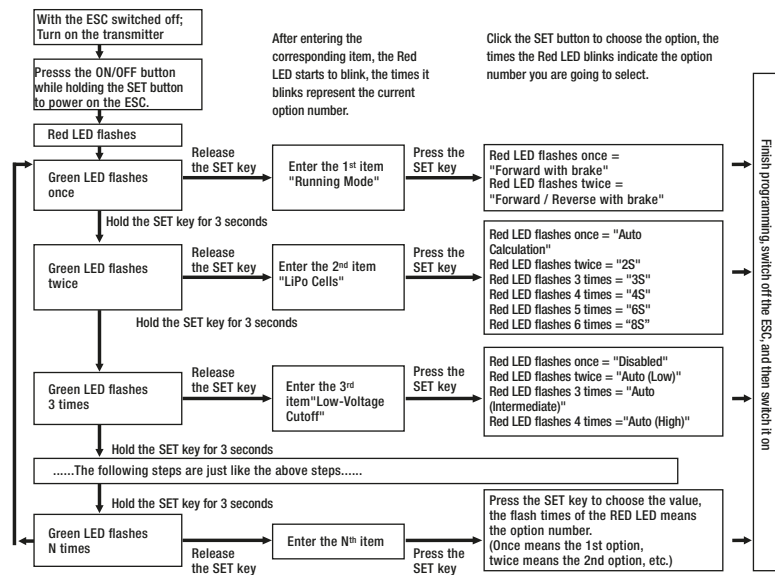 With the ESC switched off;
Turn on the transmitter
Presss the ON/OFF button
while holding the SET button
to power on the ESC.
Red LED flashes
After entering the
corresponding item, the Red
LED starts to blink, the times it
blinks represent the current
option number.
Click the SET button to choose the option, the
times the Red LED blinks indicate the option
number you are going to select.
Green LED flashes
once
Release
the SET key
Enter the 1st item
"Running Mode"
Press the
SET key
Red LED flashes once =
"Forward with brake"
Red LED flashes twice =
"Forward / Reverse with brake"
Hold the SET key for 3 seconds
Green LED flashes
twice
Release
the SET key
Enter the 2nd item
"LiPo Cells"
Press the
SET key
Red LED flashes once = "Auto
Calculation"
Red LED flashes twice = "2S"
Red LED flashes 3 times = "3S"
Red LED flashes 4 times = "4S"
Red LED flashes 5 times = "6S"
Red LED flashes 6 times = "8S"
Hold the SET key for 3 seconds
Green LED flashes
3 times
Release
the SET key
Enter the 3rd
item"Low-Voltage
Cutoff"
Press the
SET key
Red LED flashes once = "Disabled"
Red LED flashes twice = "Auto (Low)"
Red LED flashes 3 times = "Auto
(Intermediate)"
Red LED flashes 4 times ="Auto (High)"
Hold the SET key for 3 seconds
......The following steps are just like the above steps......
Hold the SET key for 3 seconds
Green LED flashes
N times
Release
the SET key
Enter the Nth item
Press the
SET key
Press the SET key to choose the value,
the flash times of the RED LED means
the option number.
(Once means the 1st option,
twice means the 2nd option, etc.)
Finish programming, switch off the ESC, and then switch it on